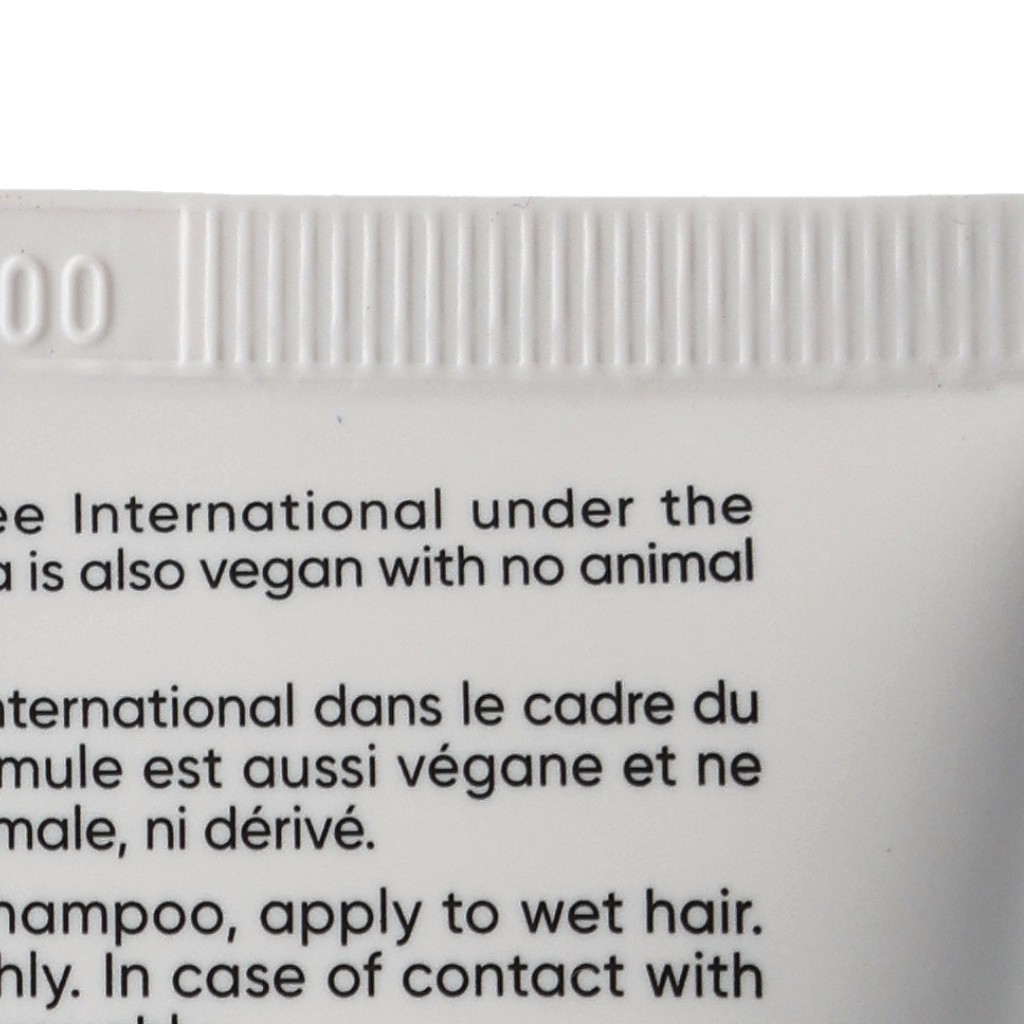 00
ee International under the
a is also vegan with no animal
nternational dans le cadre du
mule est aussi végane et ne
male, ni dérivé.
hampoo, apply to wet hair.
hly. In case of contact with